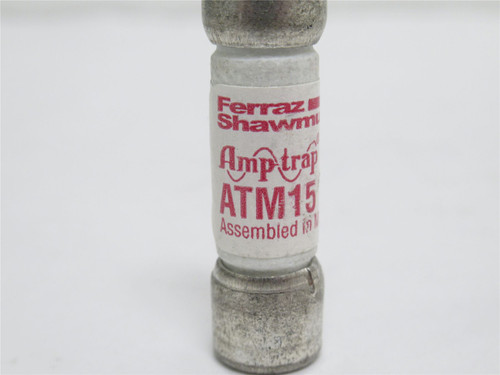 Ferraz
Shawmu
Amp-trap
ATM15
Assembled in